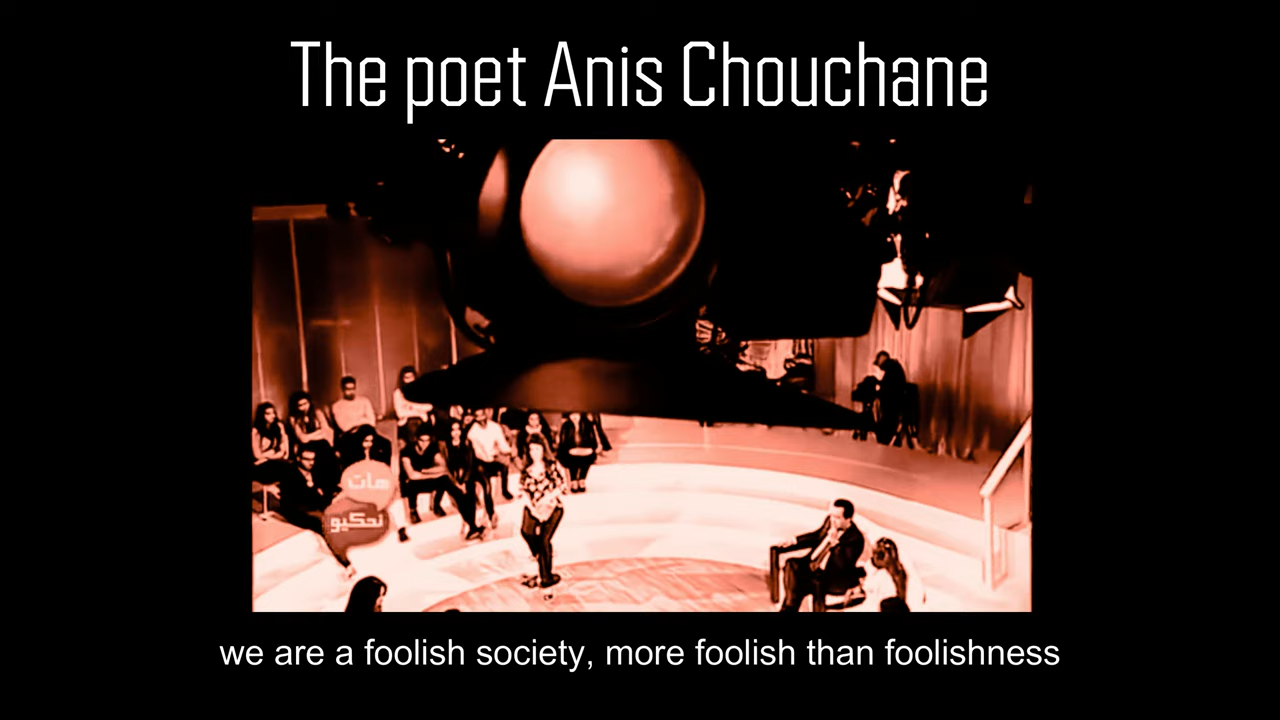 The poet Anis Chouchane
هات
نحكيو
we are a foolish society, more foolish than foolishness